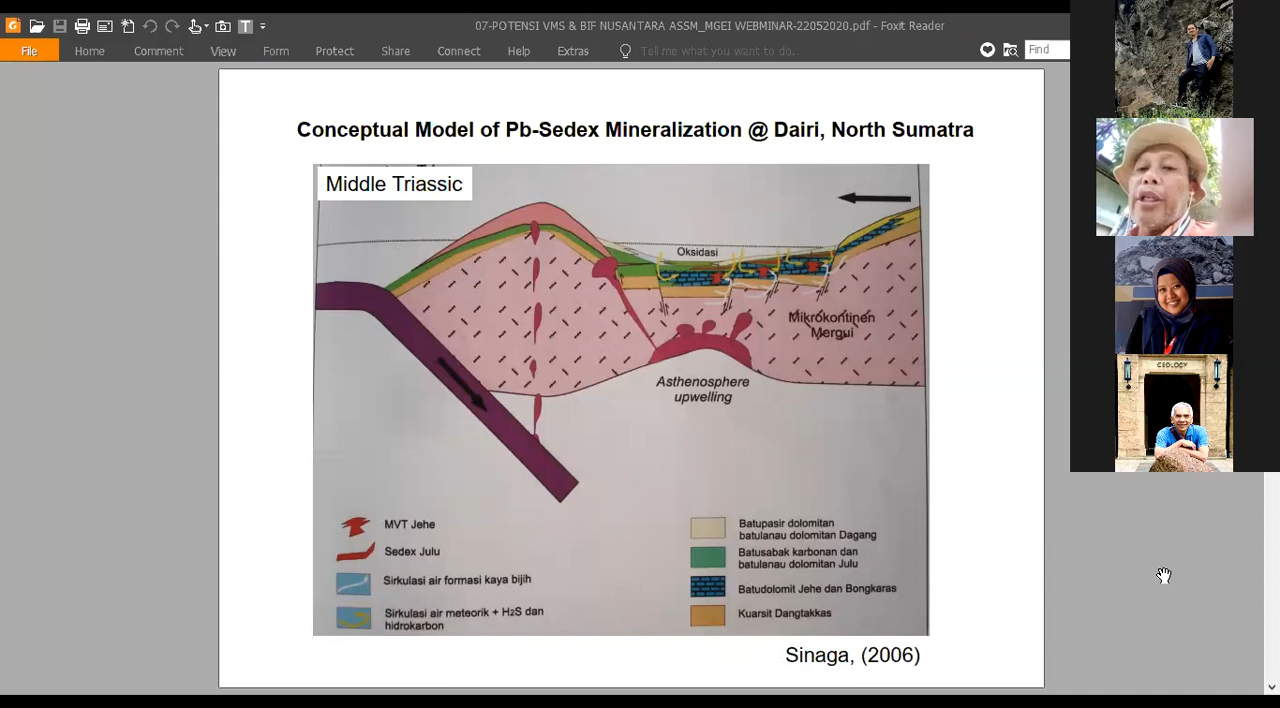 07-POTENSI VMS & BIF NUSANTARA ASSM_MGEI WEBMINAR-22052020.pdf - Foxit Reader
File Home Comment View Form Protect Share Connect Help Extras Tell me what you want to do.. Find
Conceptual Model of Pb-Sedex Mineralization @ Dairi, North Sumatra
Middle Triassic
Oksidasi
Mikrokontinen
Mergui
Asthenosphere
upwelling
MVT Jehe
Sedex Julu
Sirkulasi air formasi kaya bijih
Sirkulasi air meteorik + H2S dan
hidrokarbon
Batupasir dolomitan
batulanau dolomitan Dagang
Batusabak karbonan dan
batulanau dolomitan Julu
Batudolomit Jehe dan Bongkaras
Kuarsit Dangtakkas
Sinaga, (2006)
GEOLOGY